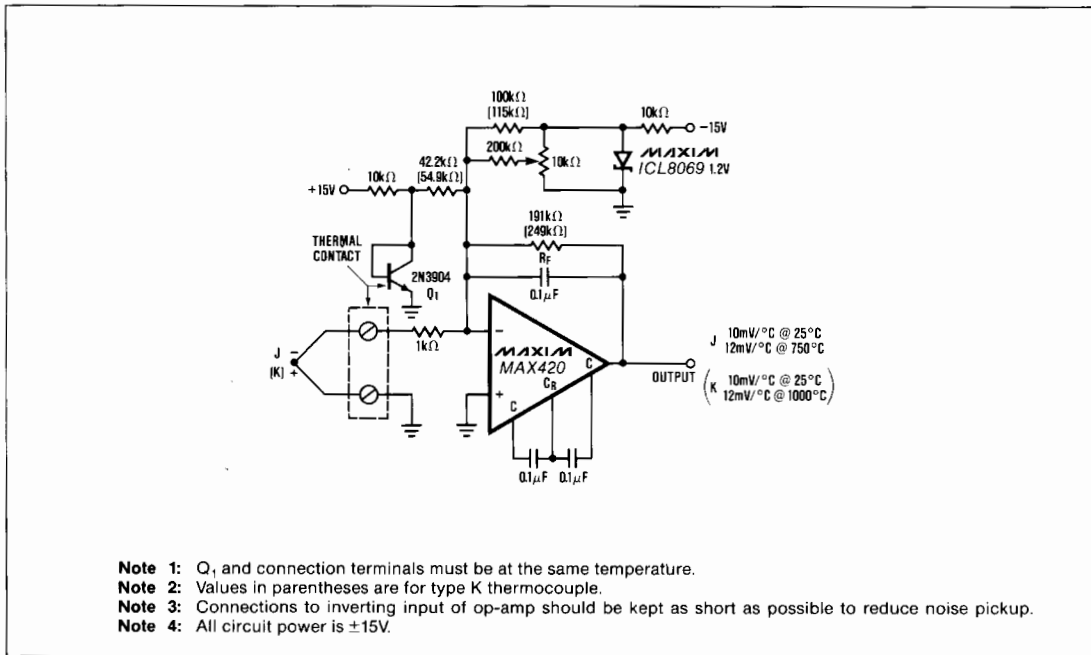 100kΩ
[115kΩ]
10kΩ
-15V
200kΩ
10kΩ
MAXIM
ICL8069 1.2V
42.2kΩ
[54.9kΩ]
+15V
10kΩ
191kΩ
[249kΩ]
RF
0.1μF
THERMAL
CONTACT
2N3904
Q1
J −
[K] +
1kΩ
−
MAXIM
MAX420
+
C
CR
C
OUTPUT
J 10mV/°C @ 25°C
12mV/°C @ 750°C
(K 10mV/°C @ 25°C
12mV/°C @ 1000°C)
0.1μF 0.1μF
Note 1: Q1 and connection terminals must be at the same temperature.
Note 2: Values in parentheses are for type K thermocouple.
Note 3: Connections to inverting input of op-amp should be kept as short as possible to reduce noise pickup.
Note 4: All circuit power is ±15V.